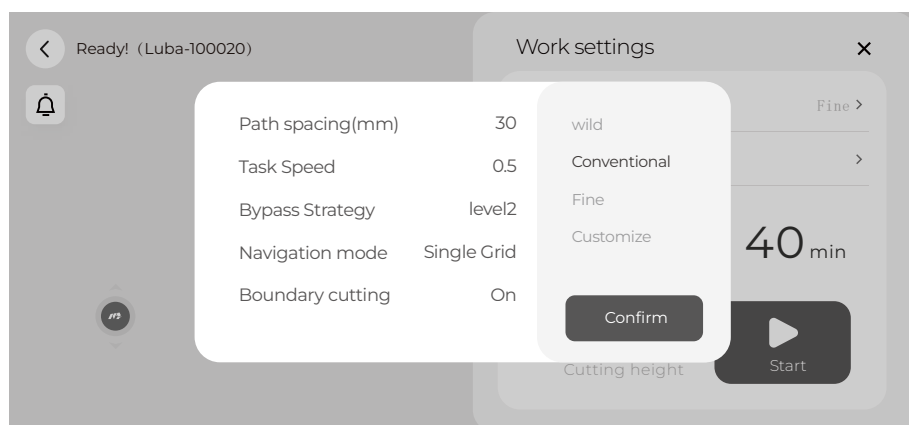 Ready! (Luba-100020)
Work settings
Fine
Path spacing(mm) 30
Task Speed 0.5
Bypass Strategy level2
Navigation mode Single Grid
Boundary cutting On
wild
Conventional
Fine
Customize
Confirm
40 min
Start
Cutting height